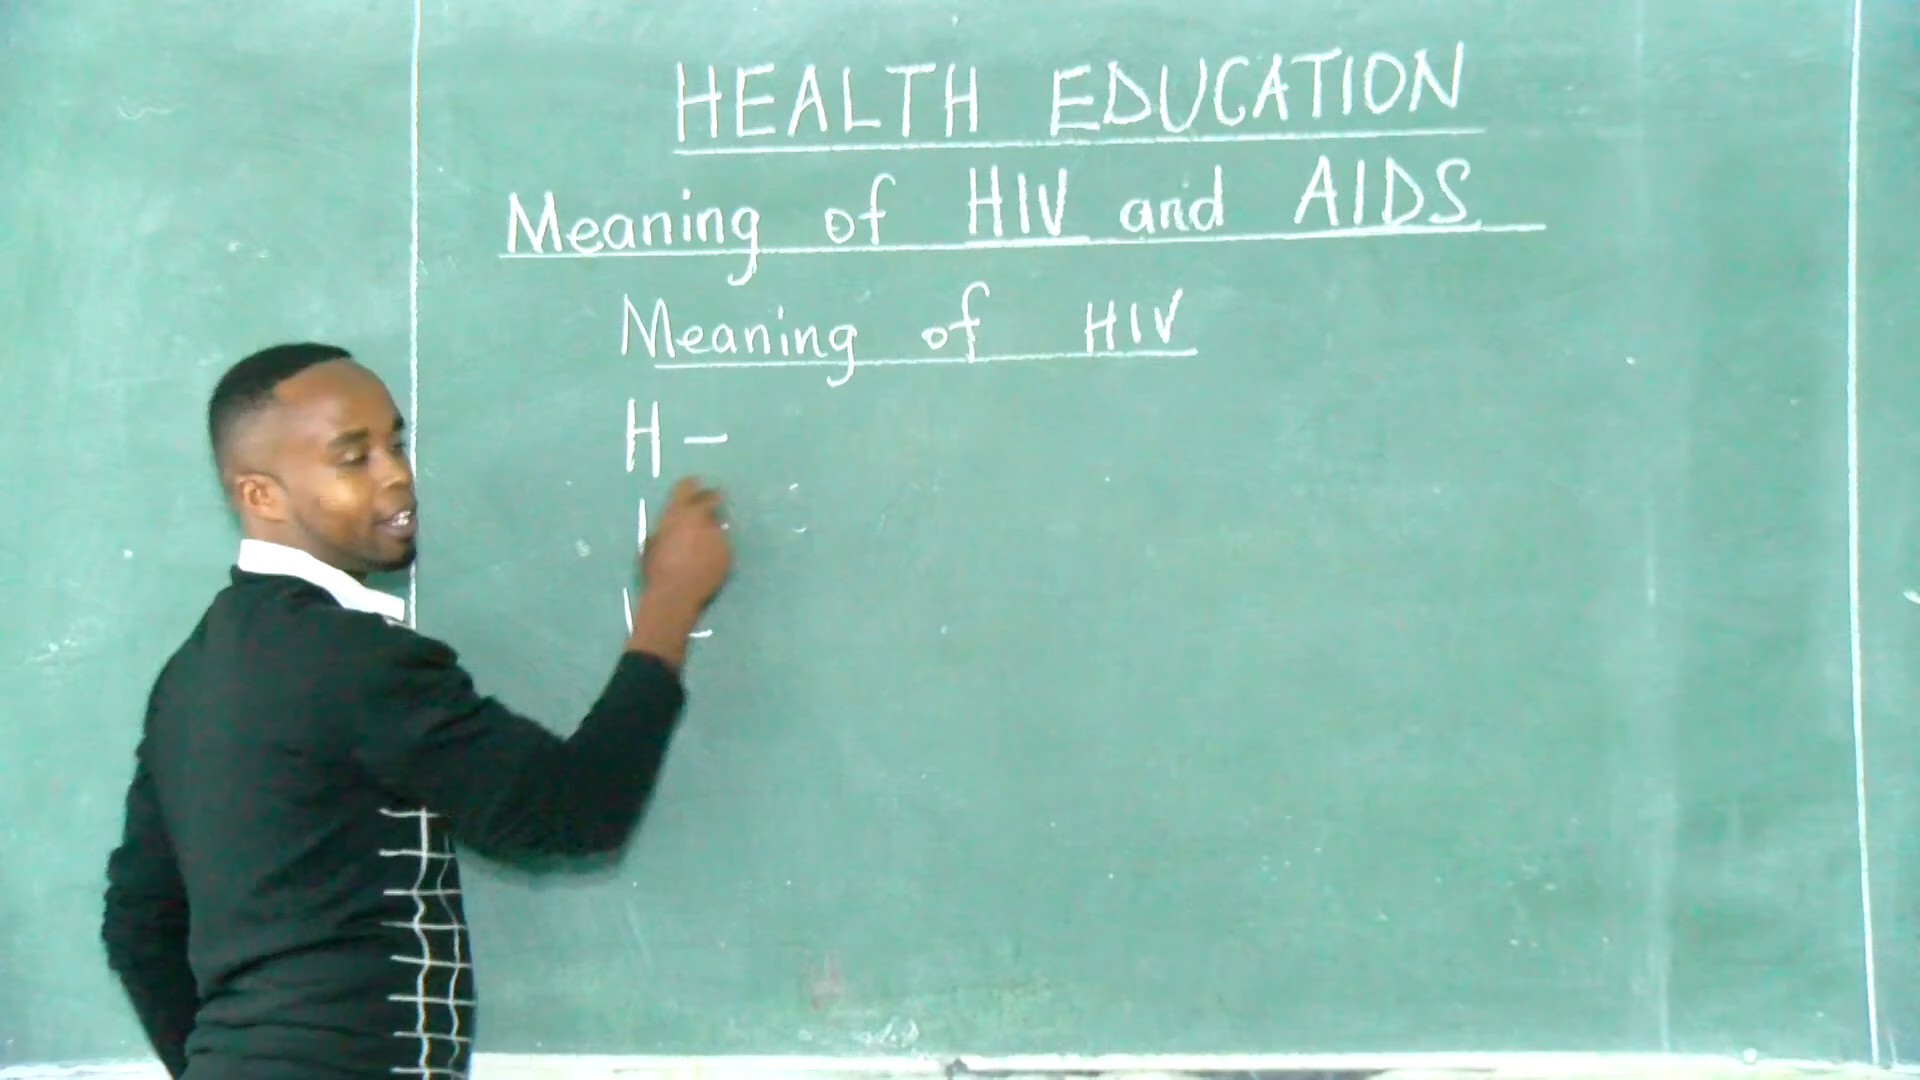 HEALTH EDUCATION
Meaning of HIV and AIDS
Meaning of HIV
H –
I